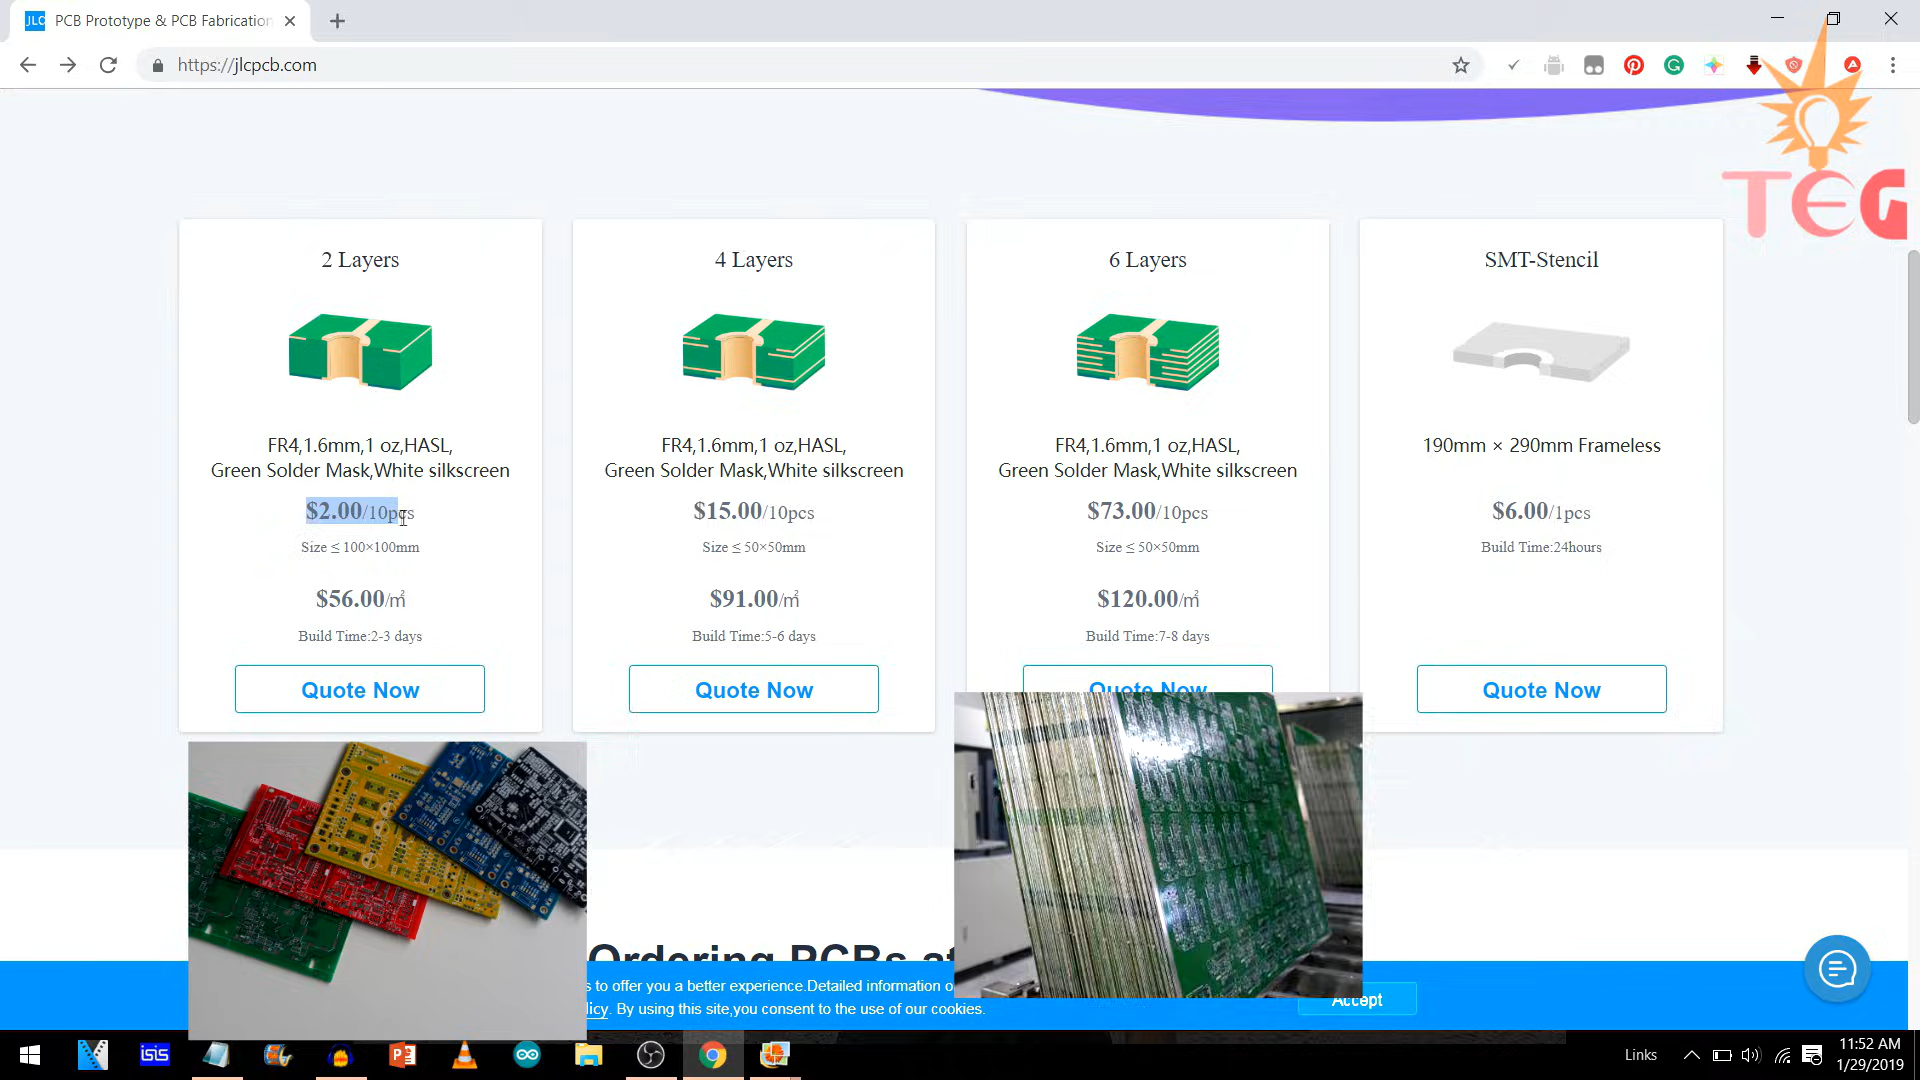 JLC PCB Prototype & PCB Fabrication
https://jlcpcb.com
TEG
2 Layers
FR4,1.6mm,1 oz,HASL,
Green Solder Mask,White silkscreen
$2.00/10pcs
Size ≤ 100×100mm
$56.00/㎡
Build Time:2-3 days
Quote Now
4 Layers
FR4,1.6mm,1 oz,HASL,
Green Solder Mask,White silkscreen
$15.00/10pcs
Size ≤ 50×50mm
$91.00/㎡
Build Time:5-6 days
Quote Now
6 Layers
FR4,1.6mm,1 oz,HASL,
Green Solder Mask,White silkscreen
$73.00/10pcs
Size ≤ 50×50mm
$120.00/㎡
Build Time:7-8 days
Quote Now
SMT-Stencil
190mm × 290mm Frameless
$6.00/1pcs
Build Time:24hours
Quote Now
Ordering PCBs at
s to offer you a better experience.Detailed information o
licy. By using this site,you consent to the use of our cookies.
Accept
isis
Links
11:52 AM
1/29/2019